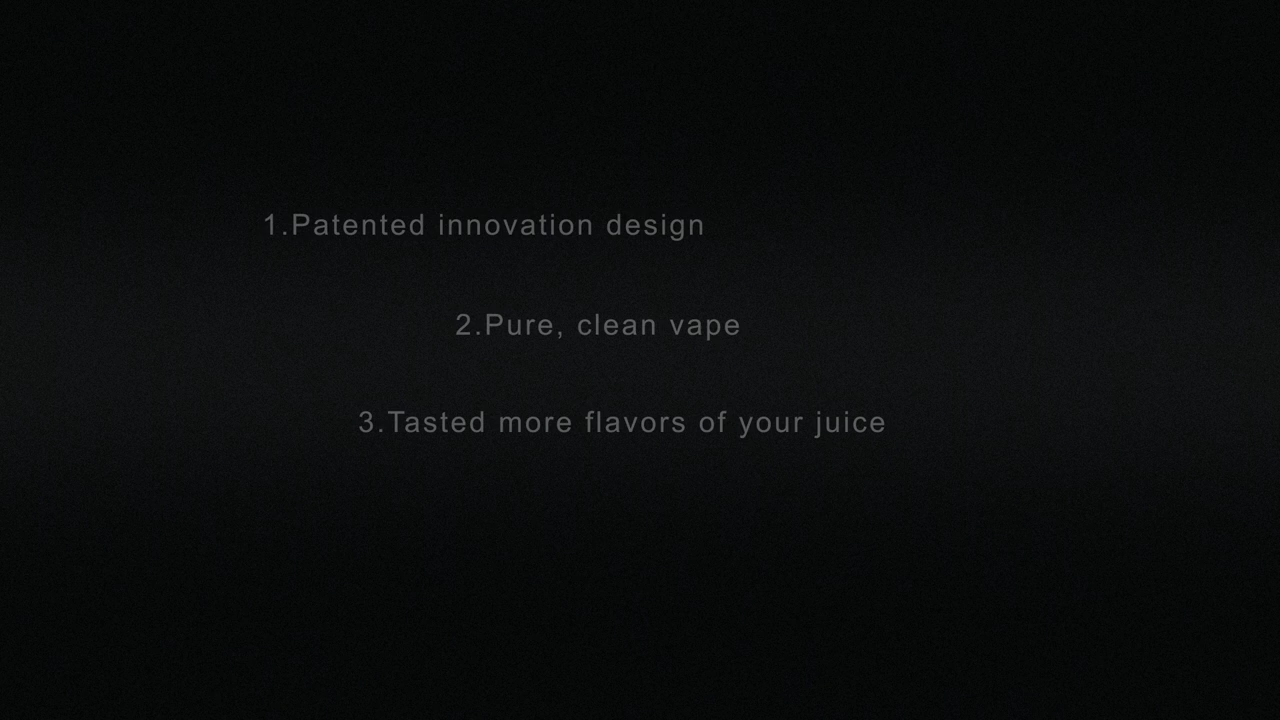 1.Patented innovation design
2.Pure, clean vape
3.Tasted more flavors of your juice